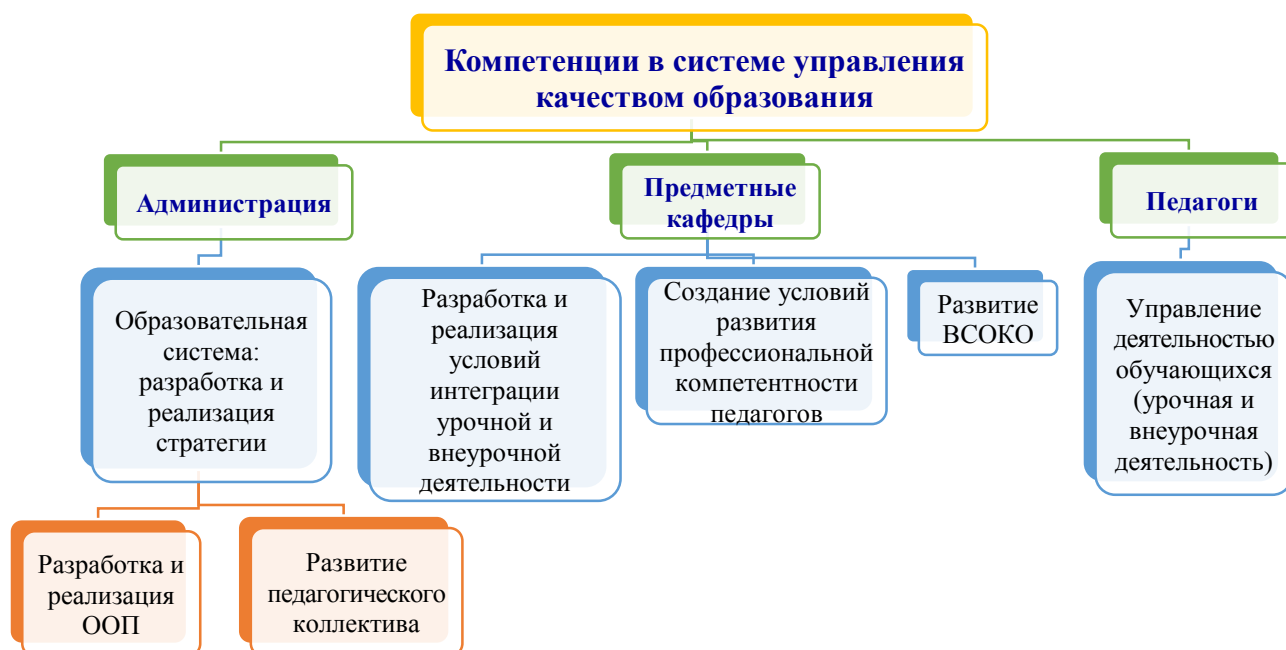 Компетенции в системе управления
качеством образования
Администрация
Предметные
кафедры
Педагоги
Образовательная
система:
разработка и
реализация
стратегии
Разработка и
реализация
условий
интеграции
урочной и
внеурочной
деятельности
Создание условий
развития
профессиональной
компетентности
педагогов
Развитие
ВСОКО
Управление
деятельностью
обучающихся
(урочная и
внеурочная
деятельность)
Разработка и
реализация
ООП
Развитие
педагогического
коллектива